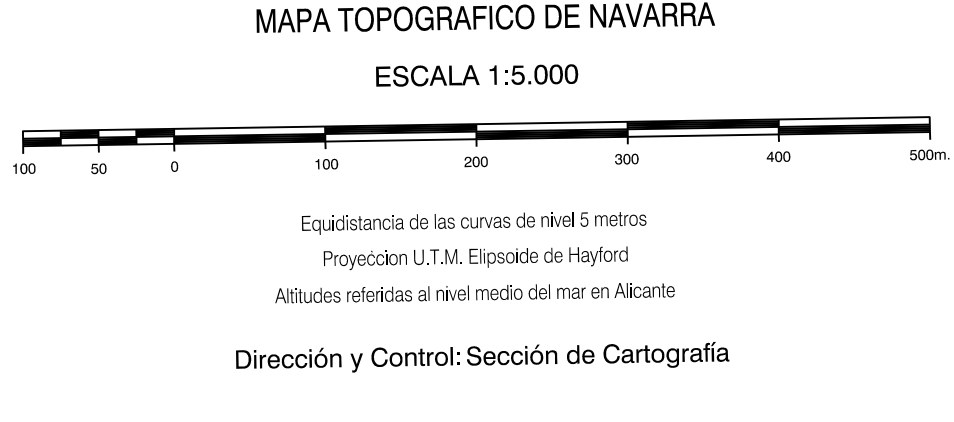 MAPA TOPOGRAFICO DE NAVARRA
ESCALA 1:5.000
100 50 0 100 200 300 400 500m.
Equidistancia de las curvas de nivel 5 metros
Proyeccion U.T.M. Elipsoide de Hayford
Altitudes referidas al nivel medio del mar en Alicante
Dirección y Control: Sección de Cartografía